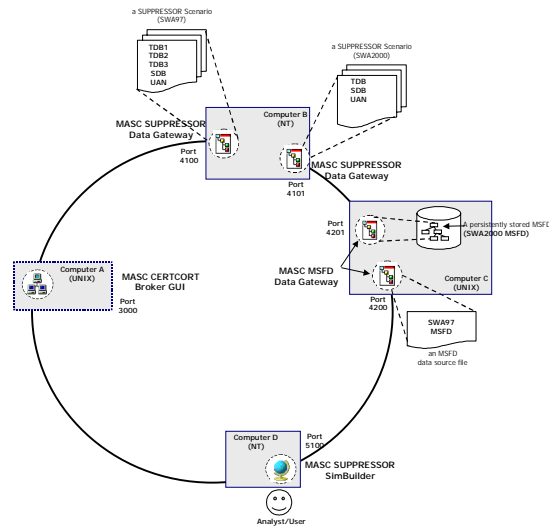 a SUPPRESSOR Scenario
(SWA97)
TDB1
TDB2
TDB3
SDB
UAN
a SUPPRESSOR Scenario
(SWA2000)
TDB
SDB
UAN
MASC SUPPRESSOR
Data Gateway
Port
4100
Computer B
(NT)
MASC SUPPRESSOR
Data Gateway
Port
4101
Port
4201
A persistently stored MSFD
(SWA2000 MSFD)
MASC MSFD
Data Gateway
Computer C
(UNIX)
Port
4200
SWA97
MSFD
an MSFD
data source file
Computer A
(UNIX)
MASC CERTCORT
Broker GUI
Port
3000
Computer D
(NT)
Port
5100
MASC SUPPRESSOR
SimBuilder
Analyst/User